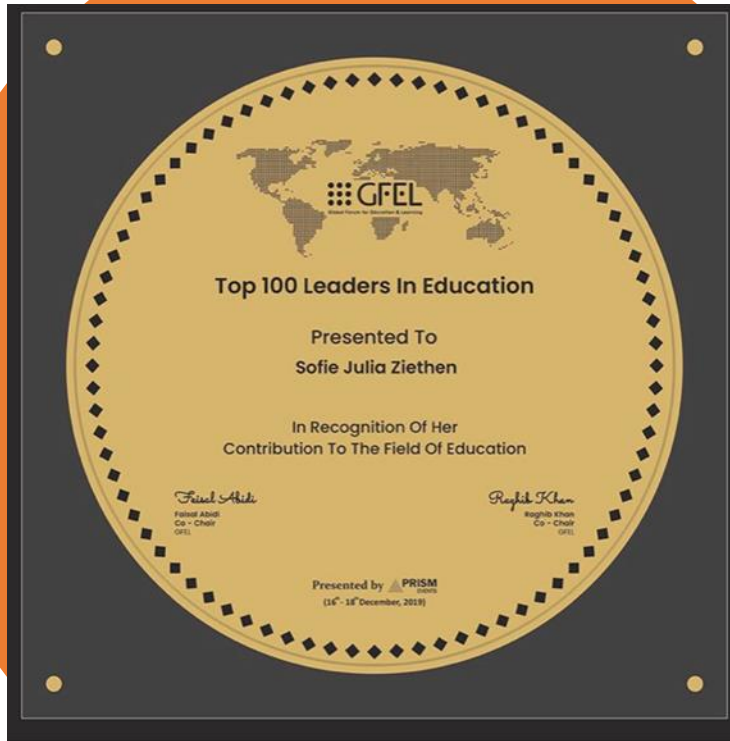 GFEL
Global Forum for Education & Learning
Top 100 Leaders In Education
Presented To
Sofie Julia Ziethen
In Recognition Of Her
Contribution To The Field Of Education
Faisal Abidi
Faisal Abidi
Co - Chair
GFEL
Raghib Khan
Raghib Khan
Co - Chair
GFEL
Presented by PRISM
EVENTS
(16th - 18th December, 2019)